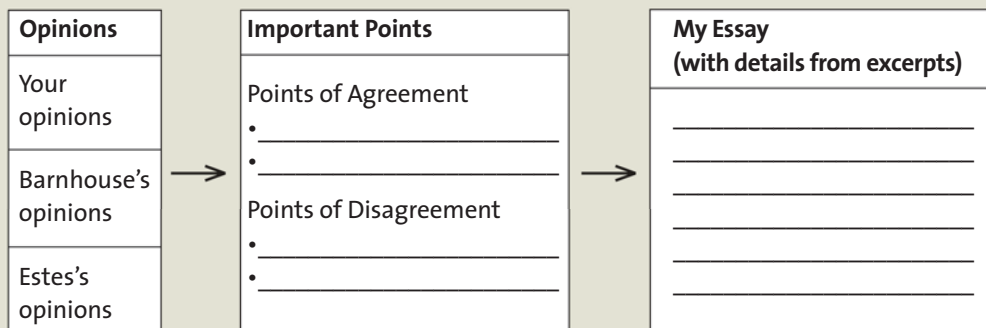 Opinions
Your
opinions
Barnhouse's
opinions
Estes's
opinions
Important Points
Points of Agreement
•
•
Points of Disagreement
•
•
My Essay
(with details from excerpts)